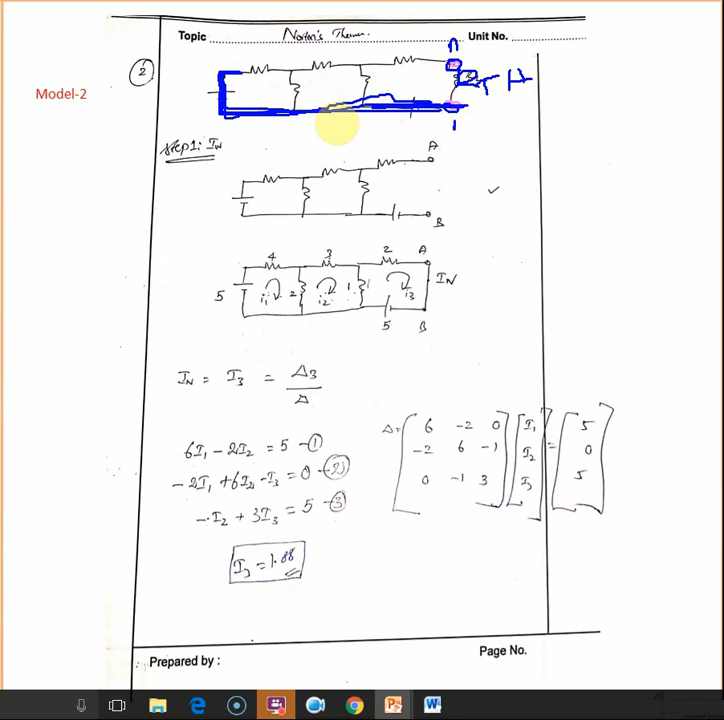 Topic Norton's Theorem. Unit No.
2
Model-2
A
Step1: IN
A
B
4 3 2 A
5 i1 2 i2 1 i3 IN
5 B
IN = I3 = Δ3
Δ
6I1 - 2I2 = 5 -①
-2I1 + 6I2 - I3 = 0 -②
-I2 + 3I3 = 5 -③
Δ= [ 6 -2 0 ] [ I1 ] = [ 5 ]
[ -2 6 -1 ] [ I2 ] [ 0 ]
[ 0 -1 3 ] [ I3 ] [ 5 ]
I3 = 1.88
Prepared by : Page No.